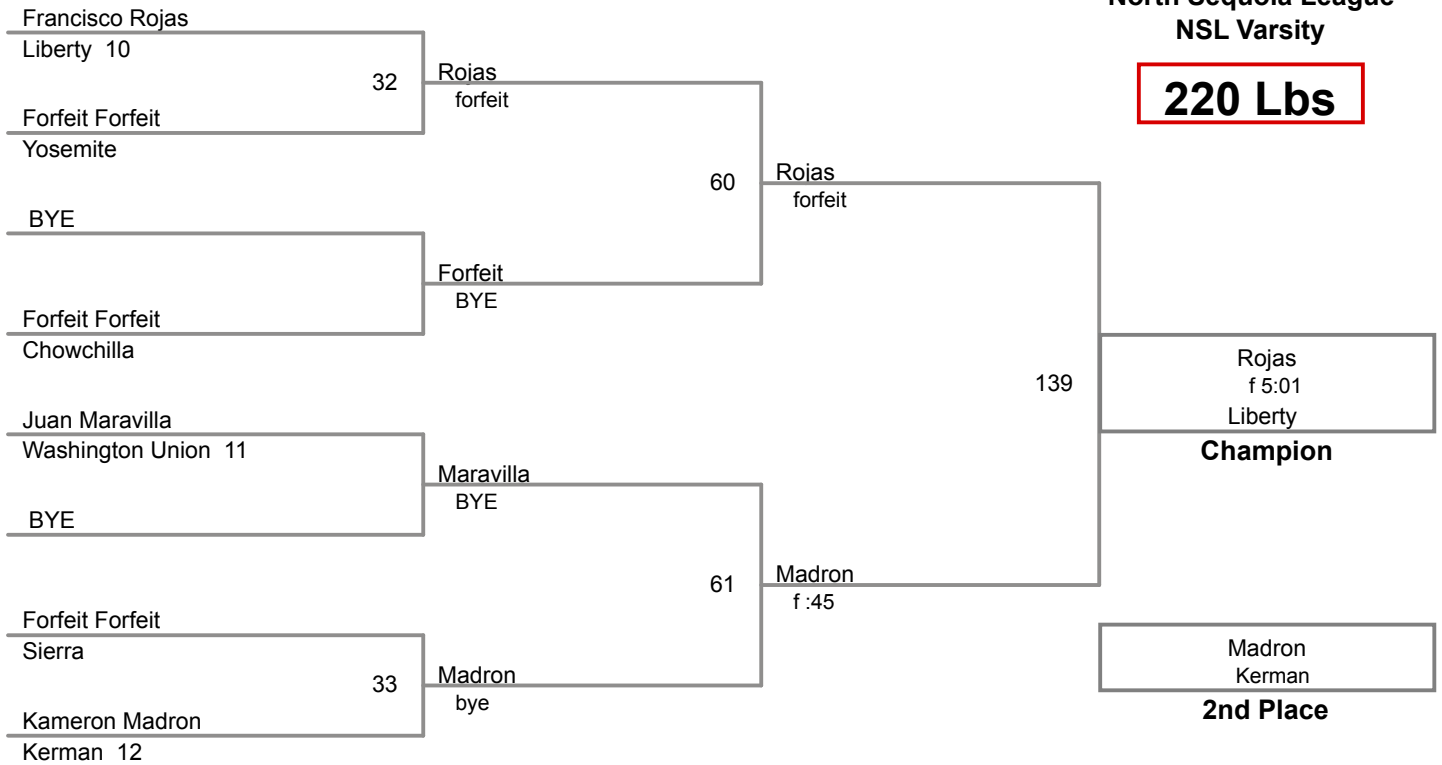 North Sequoia League
NSL Varsity
220 Lbs
Francisco Rojas
Liberty 10
32
Rojas
forfeit
Forfeit Forfeit
Yosemite
60
Rojas
forfeit
BYE
Forfeit
BYE
Forfeit Forfeit
Chowchilla
139
Rojas
f 5:01
Liberty
Champion
Juan Maravilla
Washington Union 11
Maravilla
BYE
BYE
61
Madron
f :45
Forfeit Forfeit
Sierra
33
Madron
bye
Kameron Madron
Kerman 12
Madron
Kerman
2nd Place